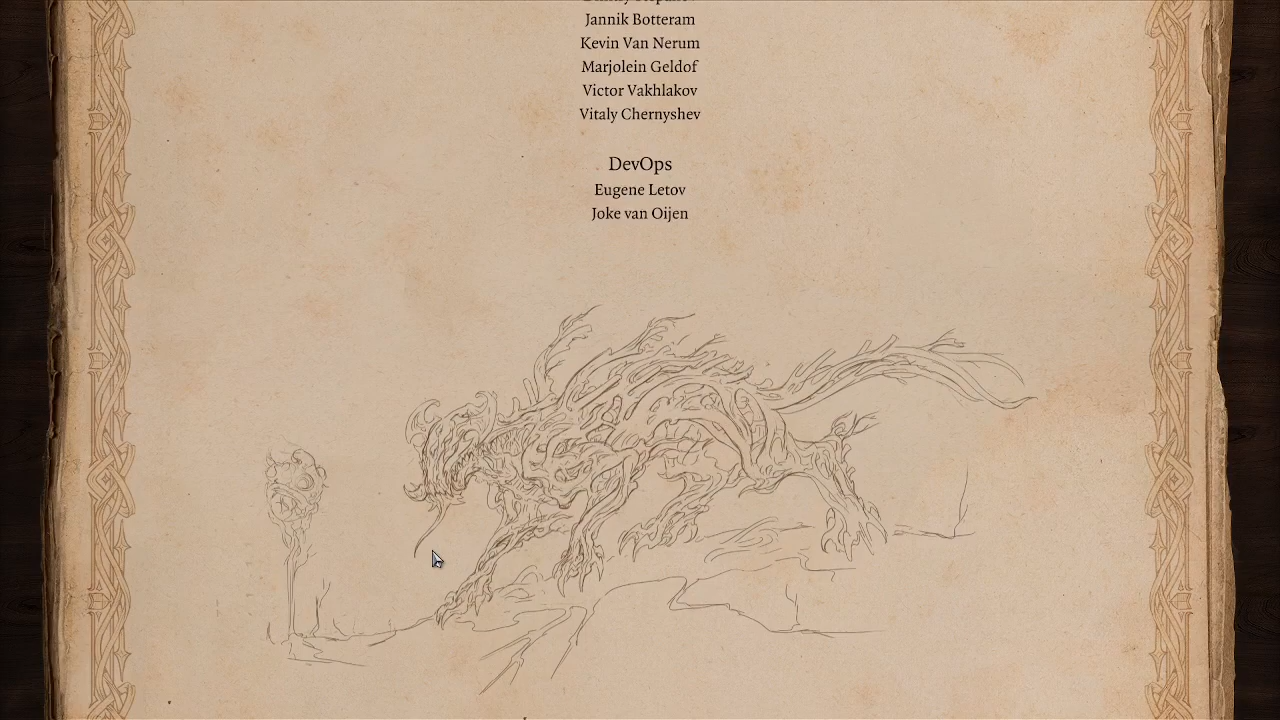 Jannik Botteram
Kevin Van Nerum
Marjolein Geldof
Victor Vakhlakov
Vitaly Chernyshev
DevOps
Eugene Letov
Joke van Oijen